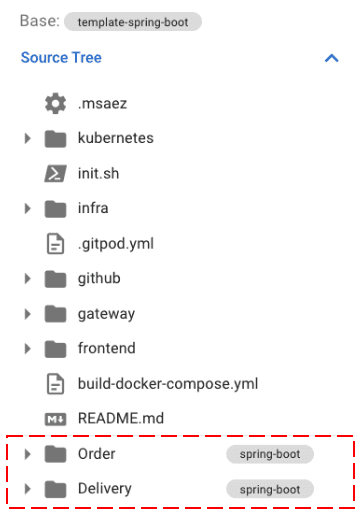 Base: template-spring-boot
Source Tree
.msaez
kubernetes
init.sh
infra
.gitpod.yml
github
gateway
frontend
build-docker-compose.yml
README.md
Order spring-boot
Delivery spring-boot